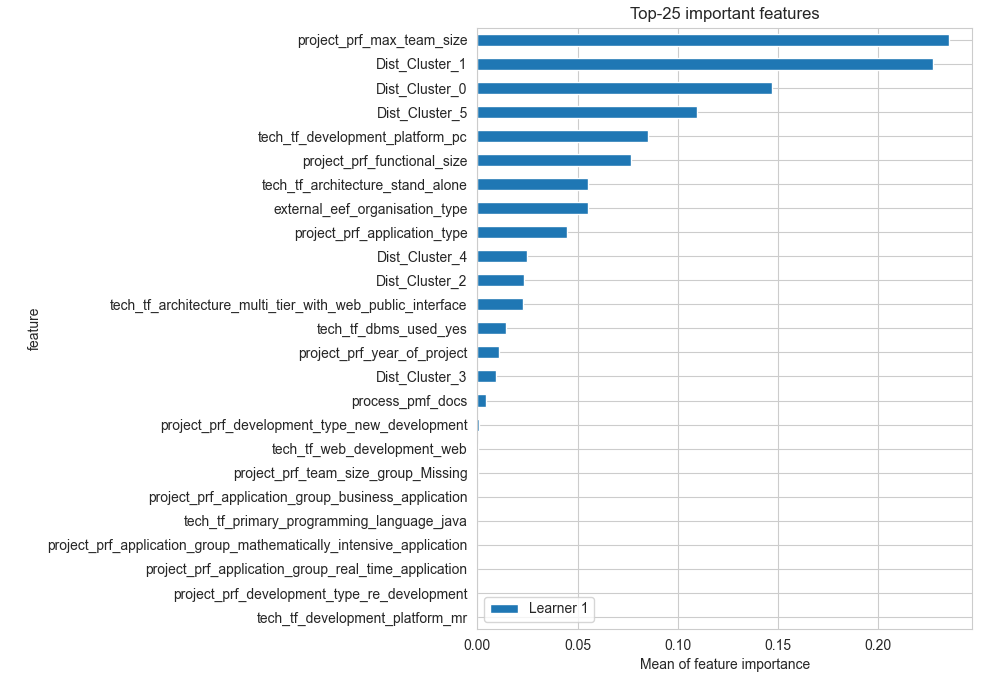 Top-25 important features
project_prf_max_team_size
Dist_Cluster_1
Dist_Cluster_0
Dist_Cluster_5
tech_tf_development_platform_pc
project_prf_functional_size
tech_tf_architecture_stand_alone
external_eef_organisation_type
project_prf_application_type
Dist_Cluster_4
Dist_Cluster_2
tech_tf_architecture_multi_tier_with_web_public_interface
tech_tf_dbms_used_yes
project_prf_year_of_project
Dist_Cluster_3
process_pmf_docs
project_prf_development_type_new_development
tech_tf_web_development_web
project_prf_team_size_group_Missing
project_prf_application_group_business_application
tech_tf_primary_programming_language_java
project_prf_application_group_mathematically_intensive_application
project_prf_application_group_real_time_application
project_prf_development_type_re_development
tech_tf_development_platform_mr
feature
Learner 1
0.00 0.05 0.10 0.15 0.20
Mean of feature importance